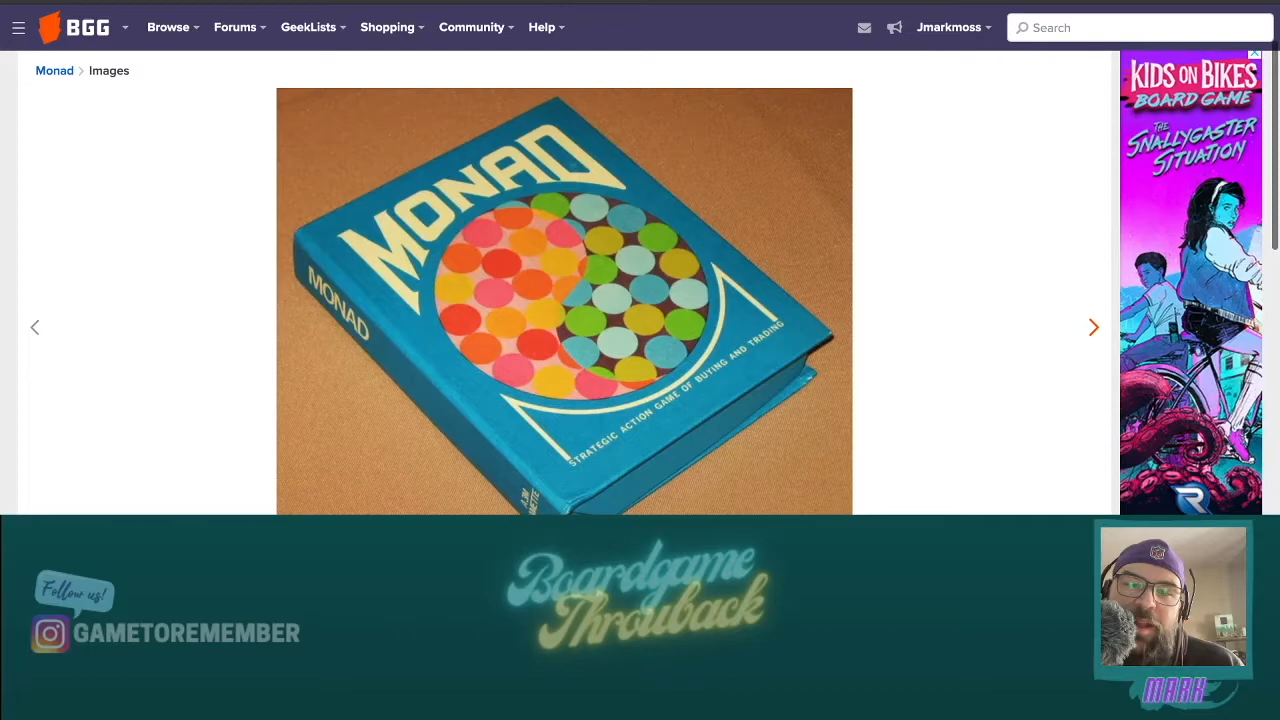 BGG Browse Forums GeekLists Shopping Community Help Jmarkmoss Search
Monad Images
MONAD
MONAD
STRATEGIC ACTION GAME OF BUYING AND TRADING
A 3M
KIDS ON BIKES
BOARD GAME
THE
SNALLYGASTER
SITUATION
R
Follow us!
GAMETOREMEMBER
Boardgame
Throwback
MARK